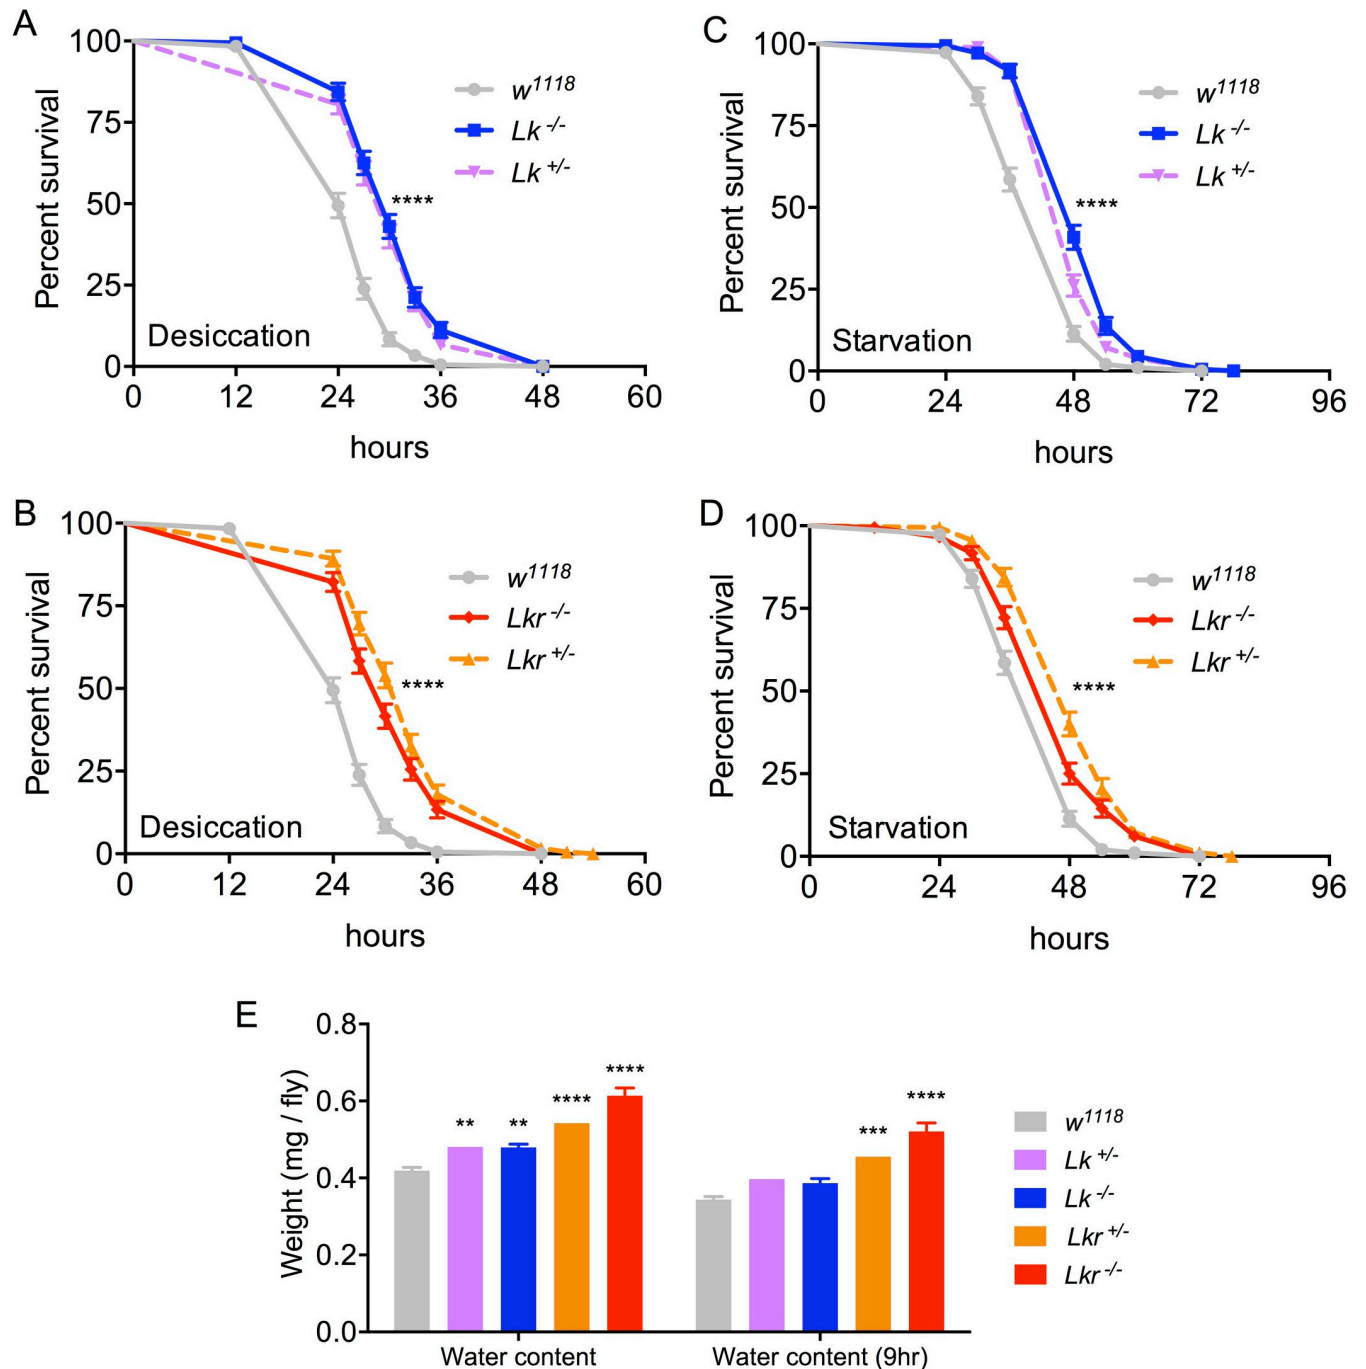 A
Percent survival
100
75
50
25
0
w1118
Lk -/-
Lk +/-
****
Desiccation
0 12 24 36 48 60
hours
C
Percent survival
100
75
50
25
0
w1118
Lk -/-
Lk +/-
****
Starvation
0 24 48 72 96
hours
B
Percent survival
100
75
50
25
0
w1118
Lkr -/-
Lkr +/-
****
Desiccation
0 12 24 36 48 60
hours
D
Percent survival
100
75
50
25
0
w1118
Lkr -/-
Lkr +/-
****
Starvation
0 24 48 72 96
hours
E
Weight (mg / fly)
0.8
0.6
0.4
0.2
0.0
** ** **** ****
*** ****
Water content
Water content (9hr)
w1118
Lk +/-
Lk -/-
Lkr +/-
Lkr -/-